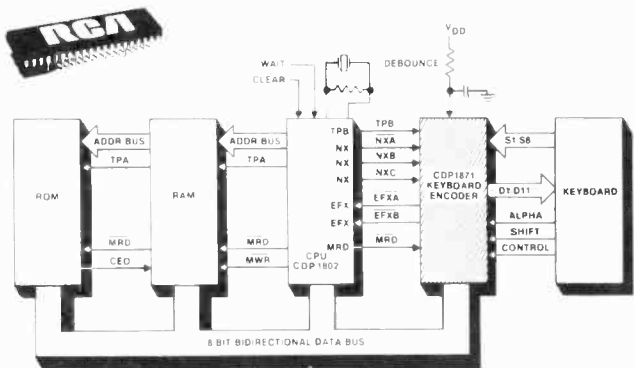 RCA
VDD
WAIT
CLEAR
DEBOUNCE
ROM
ADDR BUS
TPA
MRD
CEO
RAM
ADDR BUS
TPA
MRD
MWR
TPB
NX
NX
NX
EFX
EFX
MRD
CPU
CDP1802
TPB
NXA
NXB
NXC
EFXA
EFXB
MRD
CDP1871
KEYBOARD
ENCODER
S1 S8
D1 D11
ALPHA
SHIFT
CONTROL
KEYBOARD
8 BIT BIDIRECTIONAL DATA BUS